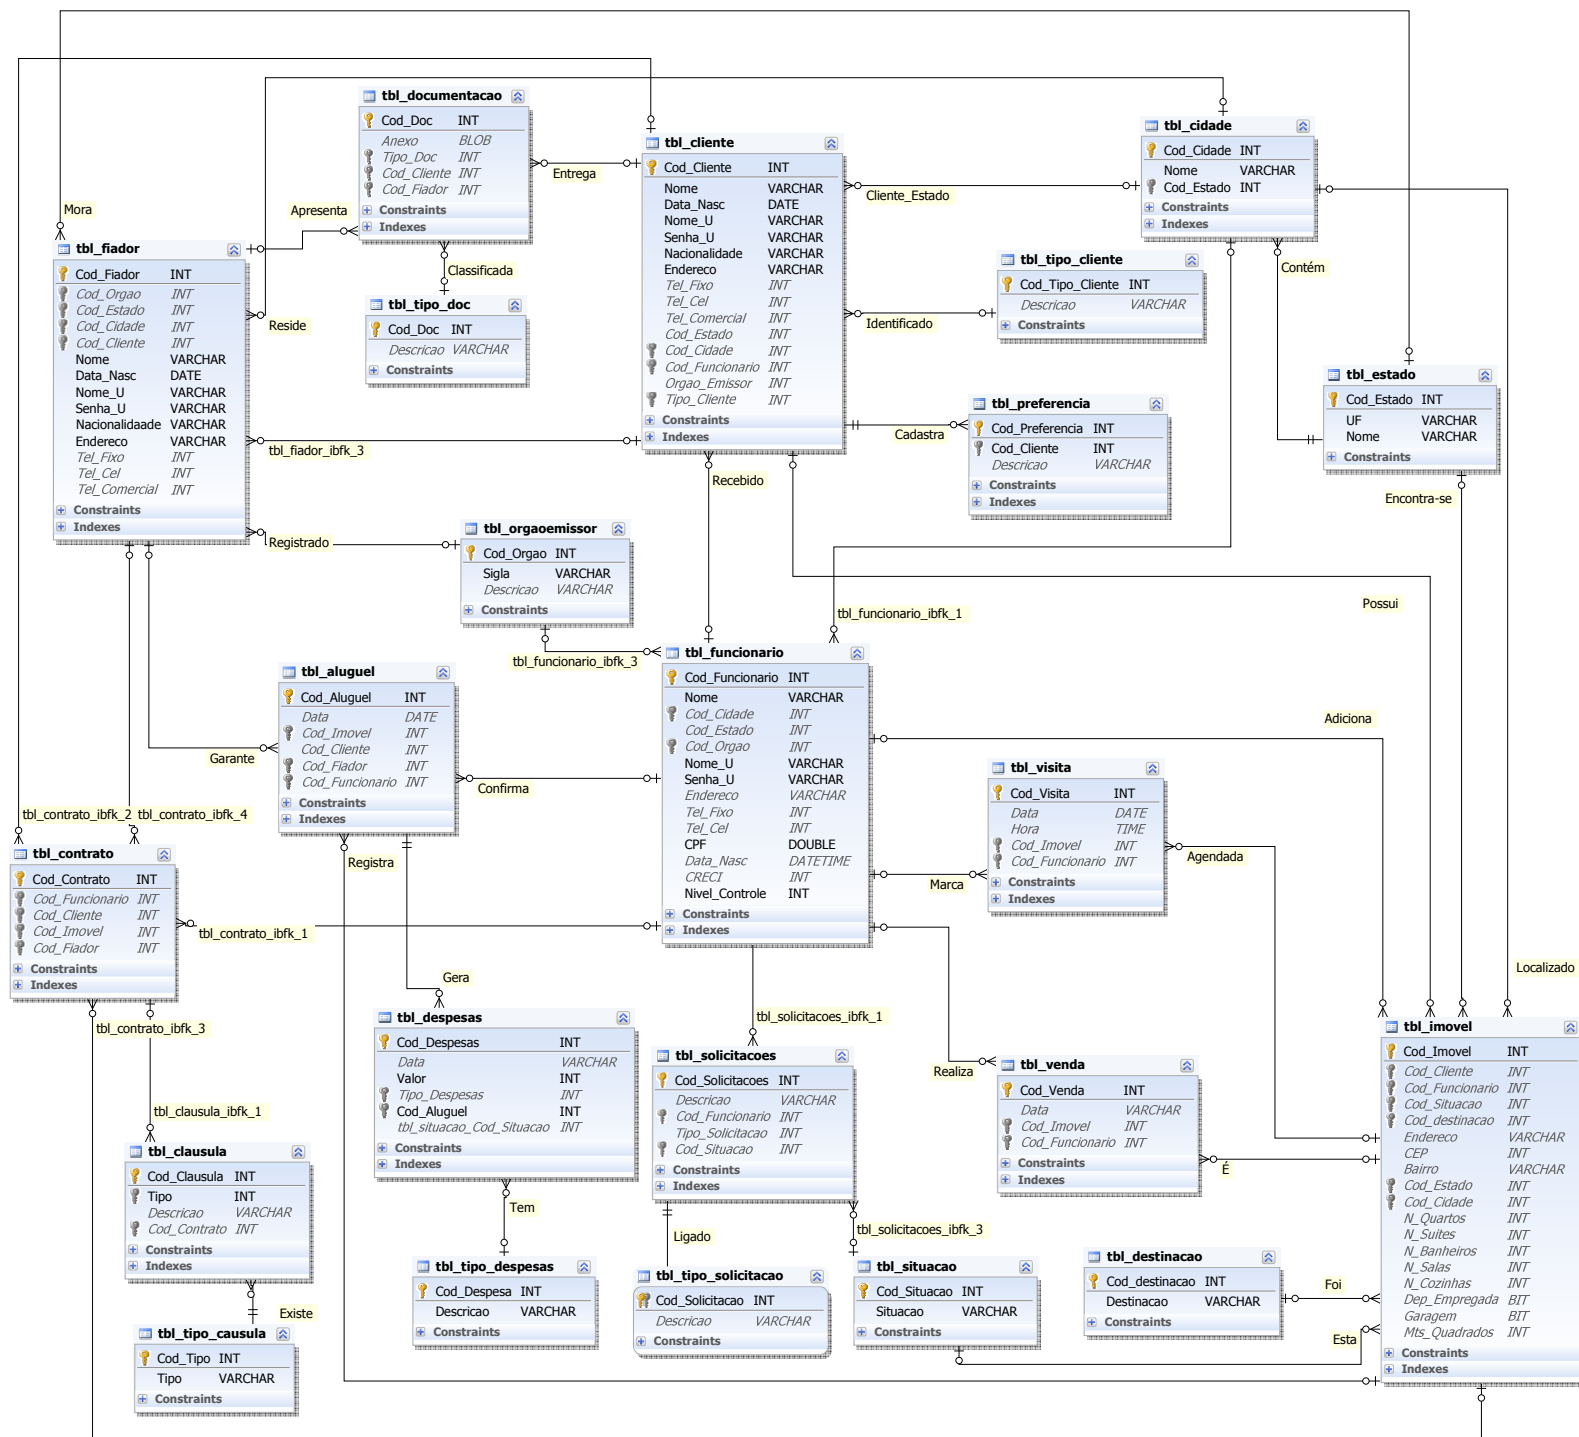 tbl_documentacao
Cod_Doc INT
Anexo BLOB
Tipo_Doc INT
Cod_Cliente INT
Cod_Fiador INT
Constraints
Indexes
tbl_cliente
Cod_Cliente INT
Nome VARCHAR
Data_Nasc DATE
Nome_U VARCHAR
Senha_U VARCHAR
Nacionalidade VARCHAR
Endereco VARCHAR
Tel_Fixo INT
Tel_Cel INT
Tel_Comercial INT
Cod_Estado INT
Cod_Cidade INT
Cod_Funcionario INT
Orgao_Emissor INT
Tipo_Cliente INT
Constraints
Indexes
tbl_cidade
Cod_Cidade INT
Nome VARCHAR
Cod_Estado INT
Constraints
Indexes
Entrega
Cliente_Estado
Mora
Apresenta
tbl_fiador
Cod_Fiador INT
Cod_Orgao INT
Cod_Estado INT
Cod_Cidade INT
Cod_Cliente INT
Nome VARCHAR
Data_Nasc DATE
Nome_U VARCHAR
Senha_U VARCHAR
Nacionalidaade VARCHAR
Endereco VARCHAR
Tel_Fixo INT
Tel_Cel INT
Tel_Comercial INT
Constraints
Indexes
Classificada
Contém
tbl_tipo_cliente
Cod_Tipo_Cliente INT
Descricao VARCHAR
Constraints
tbl_tipo_doc
Cod_Doc INT
Descricao VARCHAR
Constraints
Reside
Identificado
tbl_estado
Cod_Estado INT
UF VARCHAR
Nome VARCHAR
Constraints
tbl_preferencia
Cod_Preferencia INT
Cod_Cliente INT
Descricao VARCHAR
Constraints
Indexes
Cadastra
tbl_fiador_ibfk_3
Recebido
Encontra-se
tbl_orgaoemissor
Cod_Orgao INT
Sigla VARCHAR
Descricao VARCHAR
Constraints
Registrado
Possui
tbl_funcionario_ibfk_1
tbl_funcionario_ibfk_3
tbl_funcionario
Cod_Funcionario INT
Nome VARCHAR
Cod_Cidade INT
Cod_Estado INT
Cod_Orgao INT
Nome_U VARCHAR
Senha_U VARCHAR
Endereco VARCHAR
Tel_Fixo INT
Tel_Cel INT
CPF DOUBLE
Data_Nasc DATETIME
CRECI INT
Nivel_Controle INT
Constraints
Indexes
tbl_aluguel
Cod_Aluguel INT
Data DATE
Cod_Imovel INT
Cod_Cliente INT
Cod_Fiador INT
Cod_Funcionario INT
Constraints
Indexes
Adiciona
Garante
Confirma
tbl_visita
Cod_Visita INT
Data DATE
Hora TIME
Cod_Imovel INT
Cod_Funcionario INT
Constraints
Indexes
tbl_contrato_ibfk_2
tbl_contrato_ibfk_4
tbl_contrato
Cod_Contrato INT
Cod_Funcionario INT
Cod_Cliente INT
Cod_Imovel INT
Cod_Fiador INT
Constraints
Indexes
Registra
Agendada
Marca
tbl_contrato_ibfk_1
Localizado
Gera
tbl_despesas
Cod_Despesas INT
Data VARCHAR
Valor INT
Tipo_Despesas INT
Cod_Aluguel INT
tbl_situacao_Cod_Situacao INT
Constraints
Indexes
tbl_solicitacoes_ibfk_1
tbl_contrato_ibfk_3
tbl_imovel
Cod_Imovel INT
Cod_Cliente INT
Cod_Funcionario INT
Cod_Situacao INT
Cod_destinacao INT
Endereco VARCHAR
CEP INT
Bairro VARCHAR
Cod_Estado INT
Cod_Cidade INT
N_Quartos INT
N_Suites INT
N_Banheiros INT
N_Salas INT
N_Cozinhas INT
Dep_Empregada BIT
Garagem BIT
Mts_Quadrados INT
Constraints
Indexes
tbl_solicitacoes
Cod_Solicitacoes INT
Descricao VARCHAR
Cod_Funcionario INT
Tipo_Solicitacao INT
Cod_Situacao INT
Constraints
Indexes
Realiza
tbl_venda
Cod_Venda INT
Data VARCHAR
Cod_Imovel INT
Cod_Funcionario INT
Constraints
Indexes
tbl_clausula_ibfk_1
tbl_clausula
Cod_Clausula INT
Tipo INT
Descricao VARCHAR
Cod_Contrato INT
Constraints
Indexes
É
Tem
Ligado
tbl_solicitacoes_ibfk_3
tbl_tipo_despesas
Cod_Despesa INT
Descricao VARCHAR
Constraints
tbl_tipo_solicitacao
Cod_Solicitacao INT
Descricao VARCHAR
Constraints
tbl_situacao
Cod_Situacao INT
Situacao VARCHAR
Constraints
tbl_destinacao
Cod_destinacao INT
Destinacao VARCHAR
Constraints
Foi
Esta
Existe
tbl_tipo_causula
Cod_Tipo INT
Tipo VARCHAR
Constraints